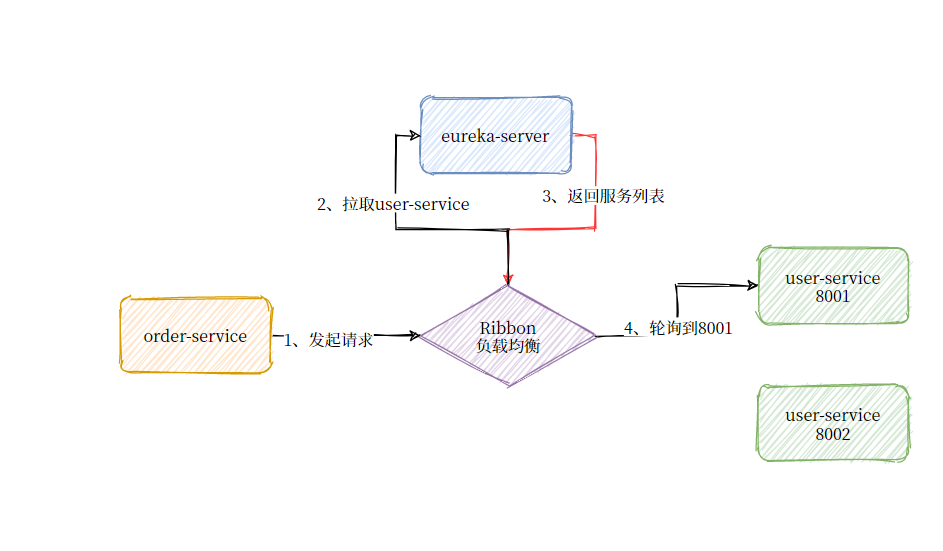 eureka-server
2、拉取user-service
3、返回服务列表
user-service
8001
order-service
1、发起请求
Ribbon
负载均衡
4、轮询到8001
user-service
8002